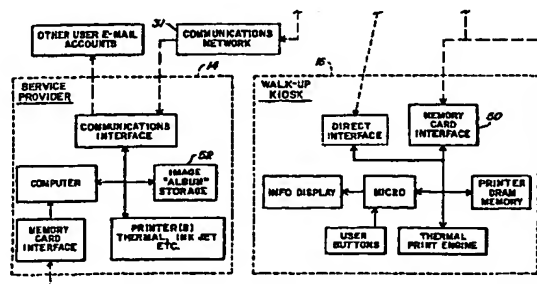 OTHER USER E-MAIL
ACCOUNTS
31
COMMUNICATIONS
NETWORK
14
SERVICE
PROVIDER
COMMUNICATIONS
INTERFACE
COMPUTER
52
IMAGE
"ALBUM"
STORAGE
MEMORY
CARD
INTERFACE
PRINTER(S)
THERMAL, INK JET
ETC.
16
WALK-UP
KIOSK
DIRECT
INTERFACE
MEMORY
CARD
INTERFACE
50
INFO DISPLAY
MICRO
PRINTER
DRAM
MEMORY
USER
BUTTONS
THERMAL
PRINT ENGINE